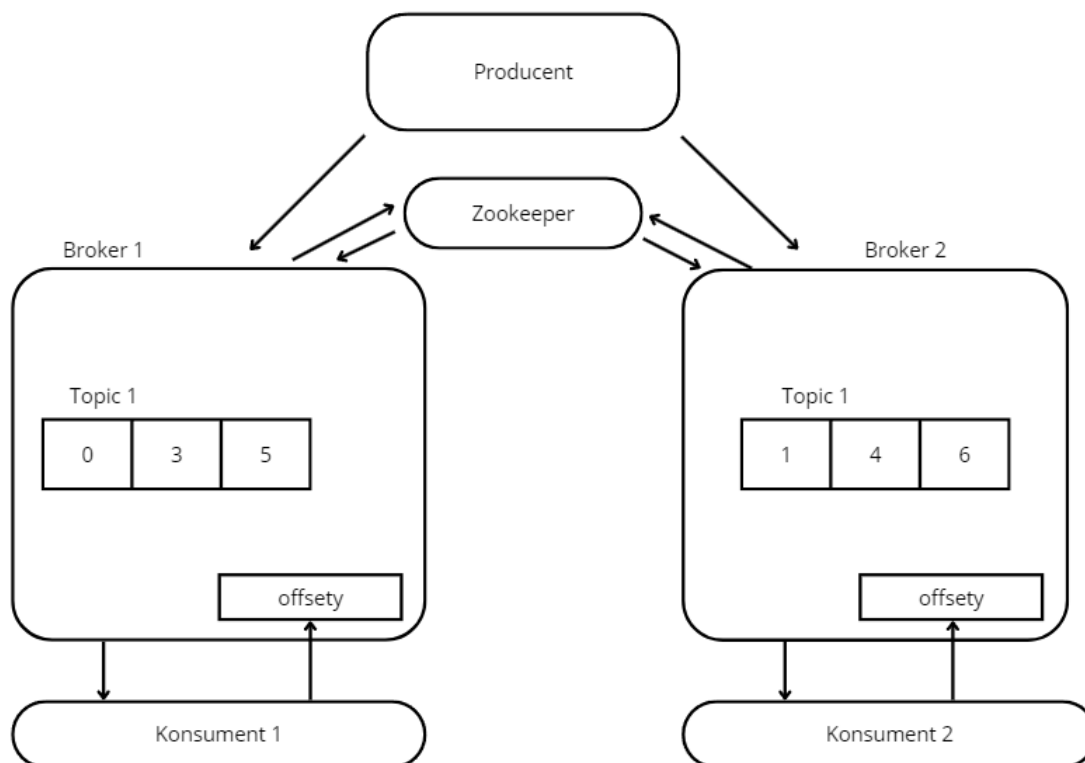 Producent
Zookeeper
Broker 1
Broker 2
Topic 1
Topic 1
0 3 5
1 4 6
offsety
offsety
Konsument 1
Konsument 2